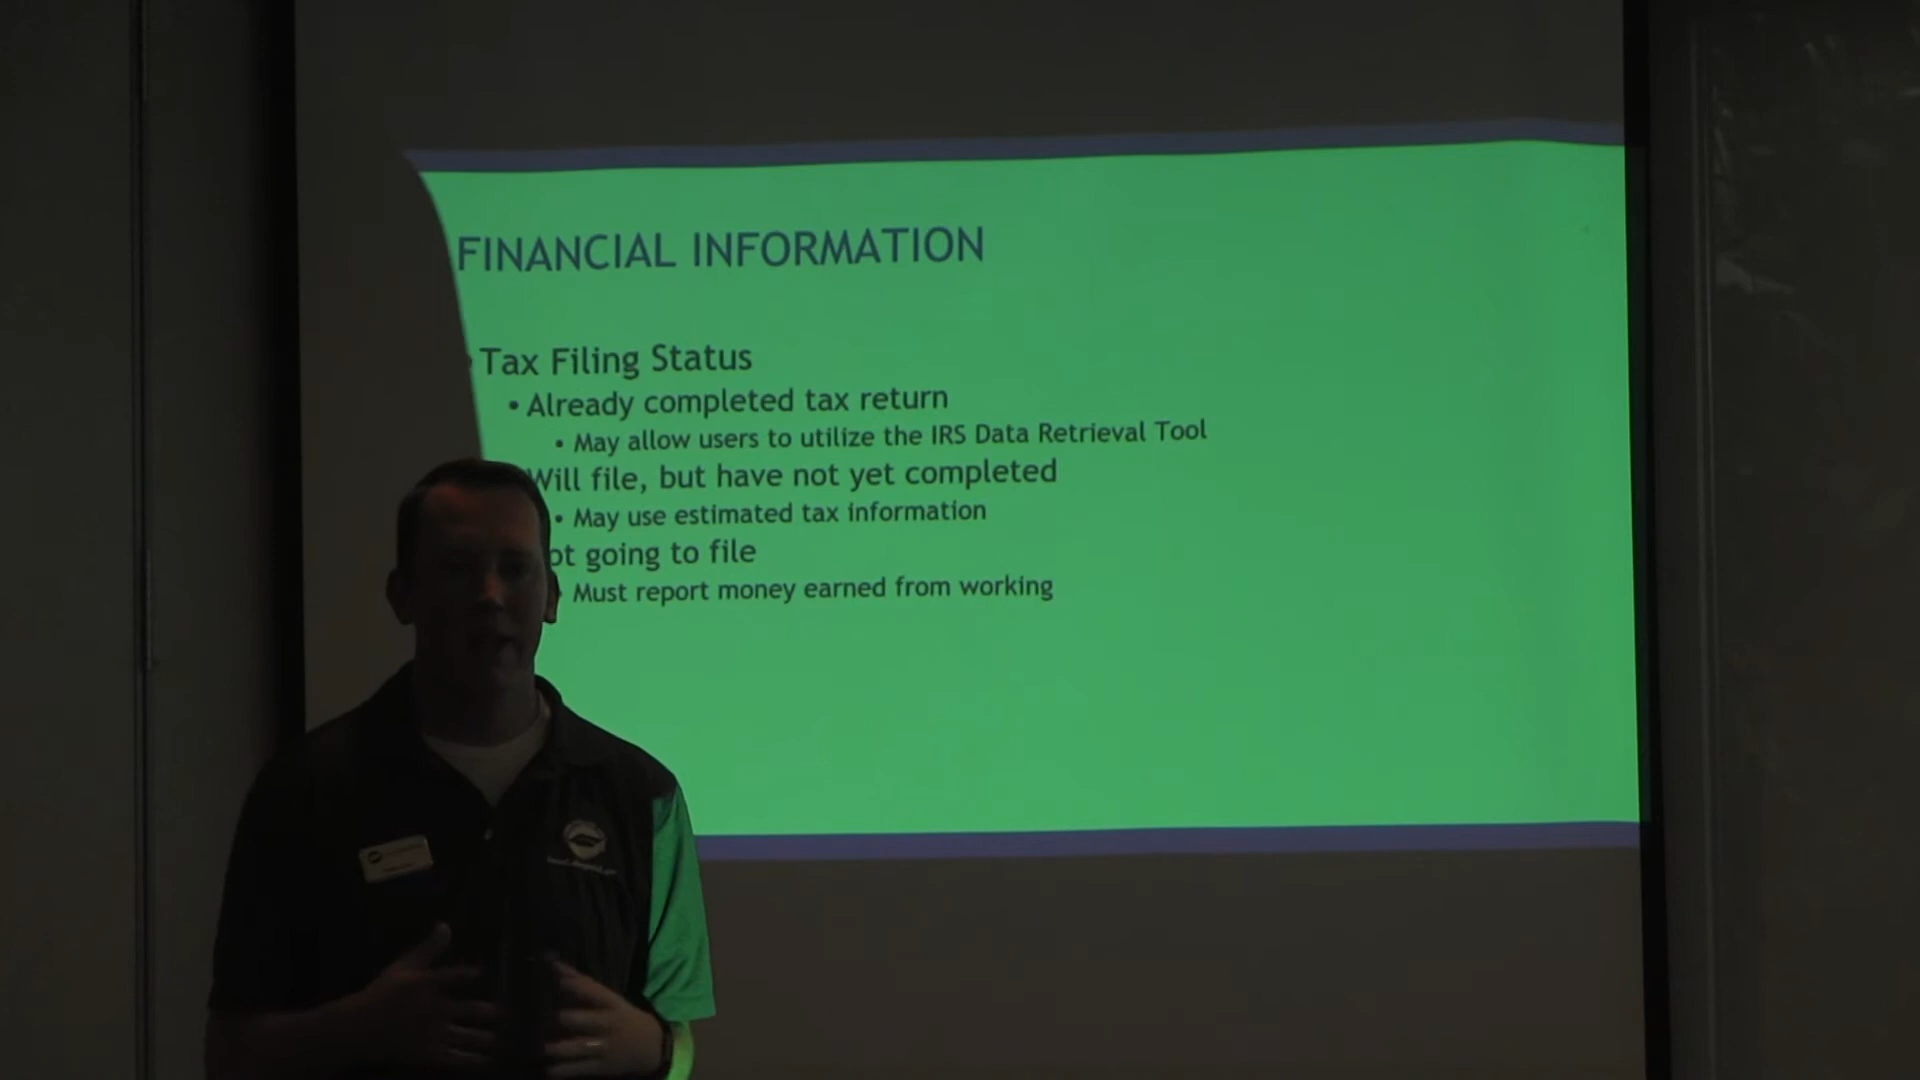 FINANCIAL INFORMATION
Tax Filing Status
• Already completed tax return
• May allow users to utilize the IRS Data Retrieval Tool
Will file, but have not yet completed
• May use estimated tax information
ot going to file
• Must report money earned from working